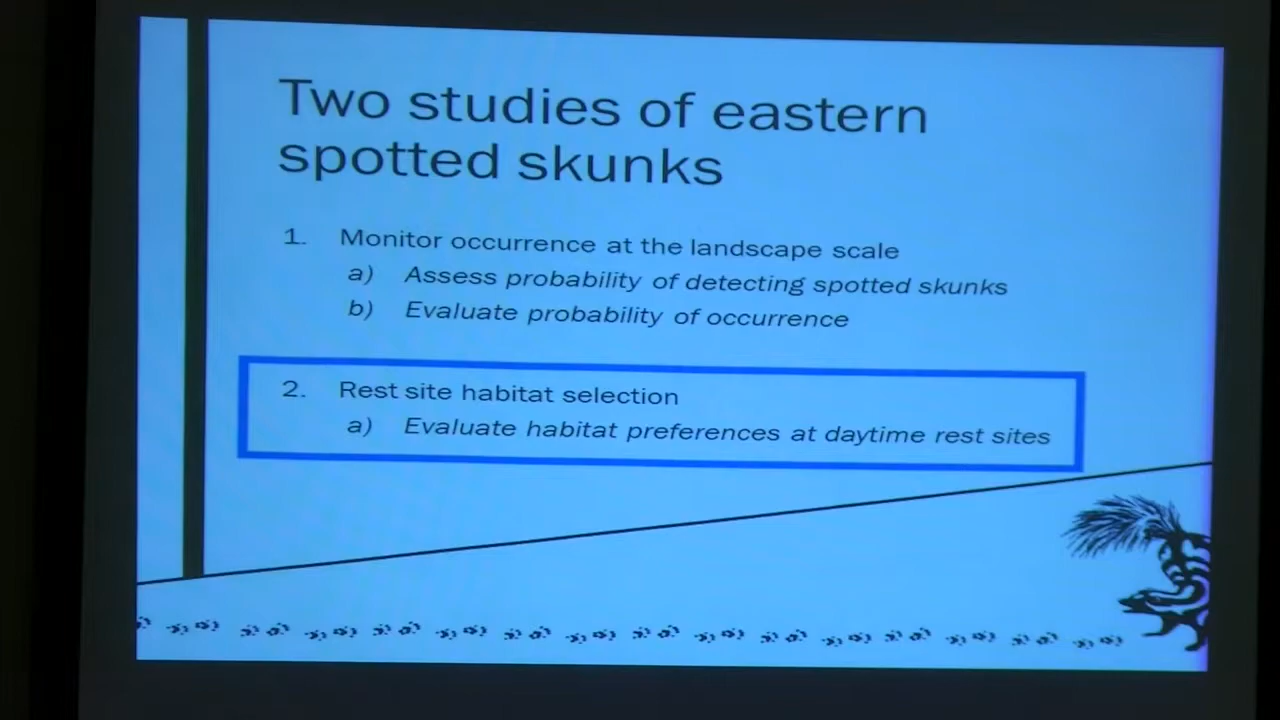 Two studies of eastern
spotted skunks
1. Monitor occurrence at the landscape scale
a) Assess probability of detecting spotted skunks
b) Evaluate probability of occurrence
2. Rest site habitat selection
a) Evaluate habitat preferences at daytime rest sites